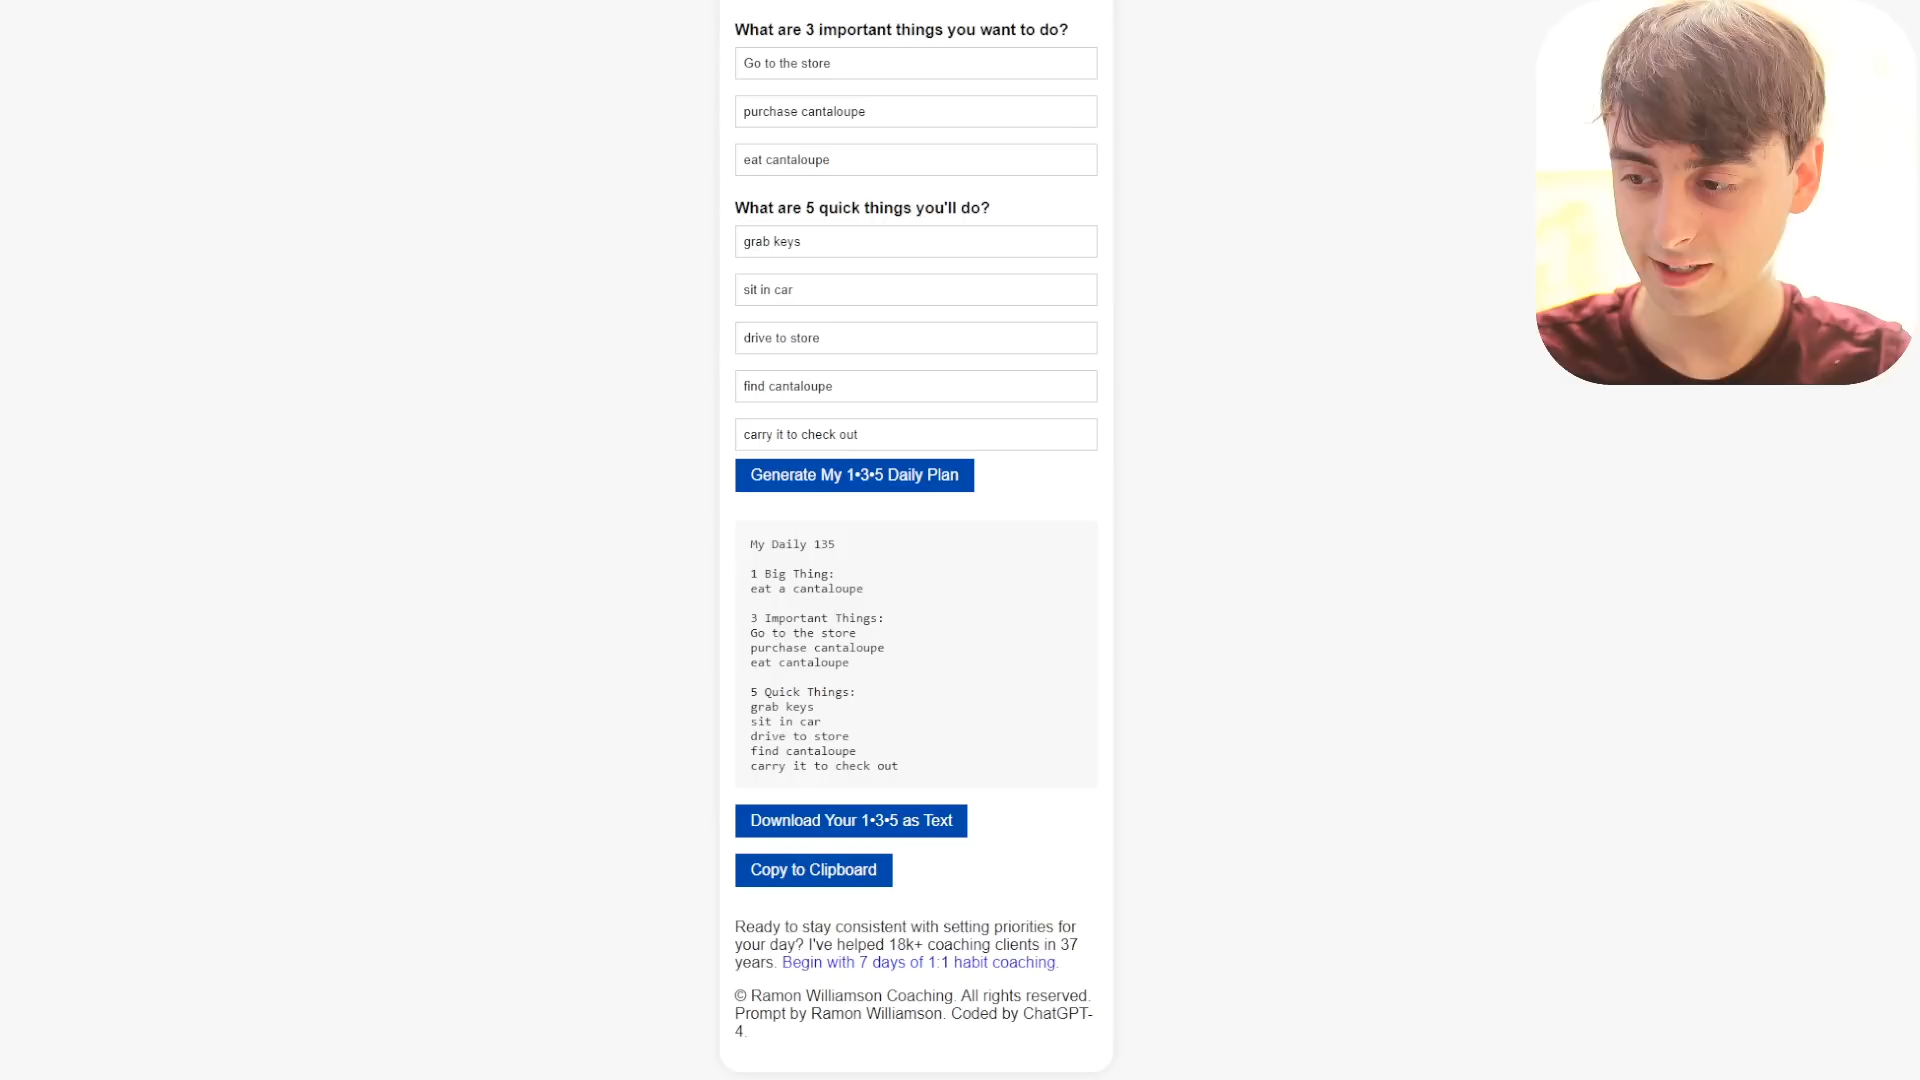 What are 3 important things you want to do?
Go to the store
purchase cantaloupe
eat cantaloupe
What are 5 quick things you'll do?
grab keys
sit in car
drive to store
find cantaloupe
carry it to check out
Generate My 1•3•5 Daily Plan
My Daily 135
1 Big Thing:
eat a cantaloupe
3 Important Things:
Go to the store
purchase cantaloupe
eat cantaloupe
5 Quick Things:
grab keys
sit in car
drive to store
find cantaloupe
carry it to check out
Download Your 1•3•5 as Text
Copy to Clipboard
Ready to stay consistent with setting priorities for
your day? I've helped 18k+ coaching clients in 37
years. Begin with 7 days of 1:1 habit coaching.
© Ramon Williamson Coaching. All rights reserved.
Prompt by Ramon Williamson. Coded by ChatGPT-
4.